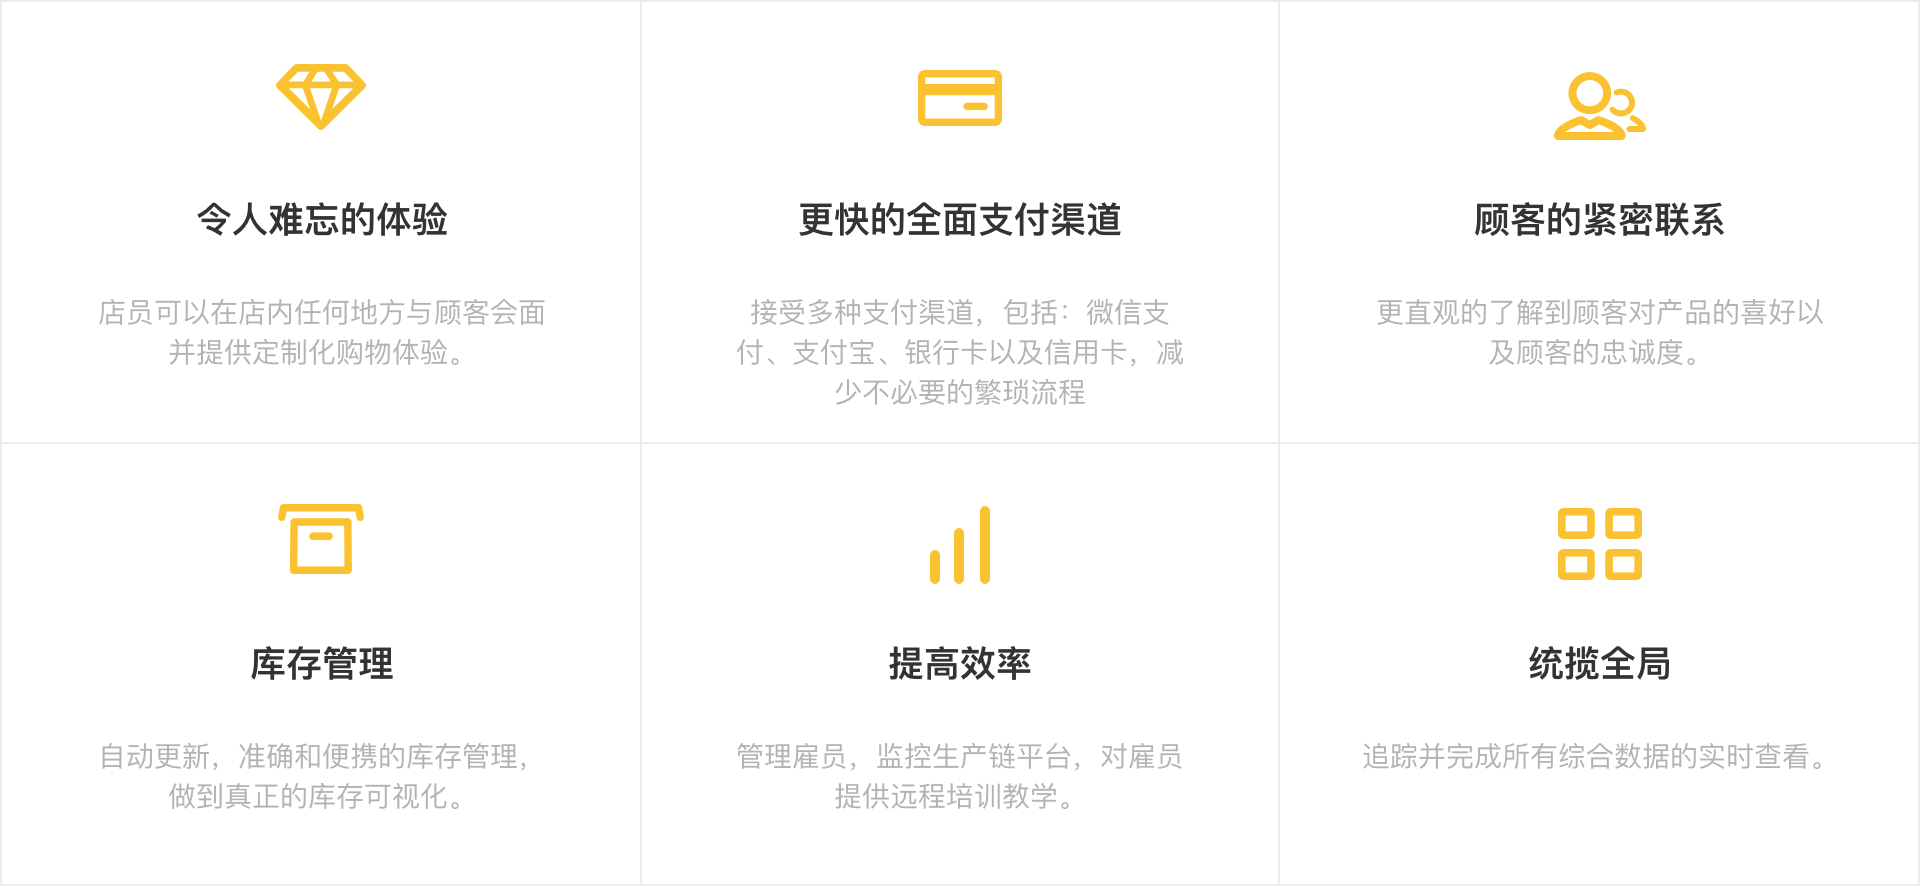 令人难忘的体验
店员可以在店内任何地方与顾客会面
并提供定制化购物体验。
更快的全面支付渠道
接受多种支付渠道，包括：微信支
付、支付宝、银行卡以及信用卡，减
少不必要的繁琐流程
顾客的紧密联系
更直观的了解到顾客对产品的喜好以
及顾客的忠诚度。
库存管理
自动更新，准确和便携的库存管理，
做到真正的库存可视化。
提高效率
管理雇员，监控生产链平台，对雇员
提供远程培训教学。
统揽全局
追踪并完成所有综合数据的实时查看。